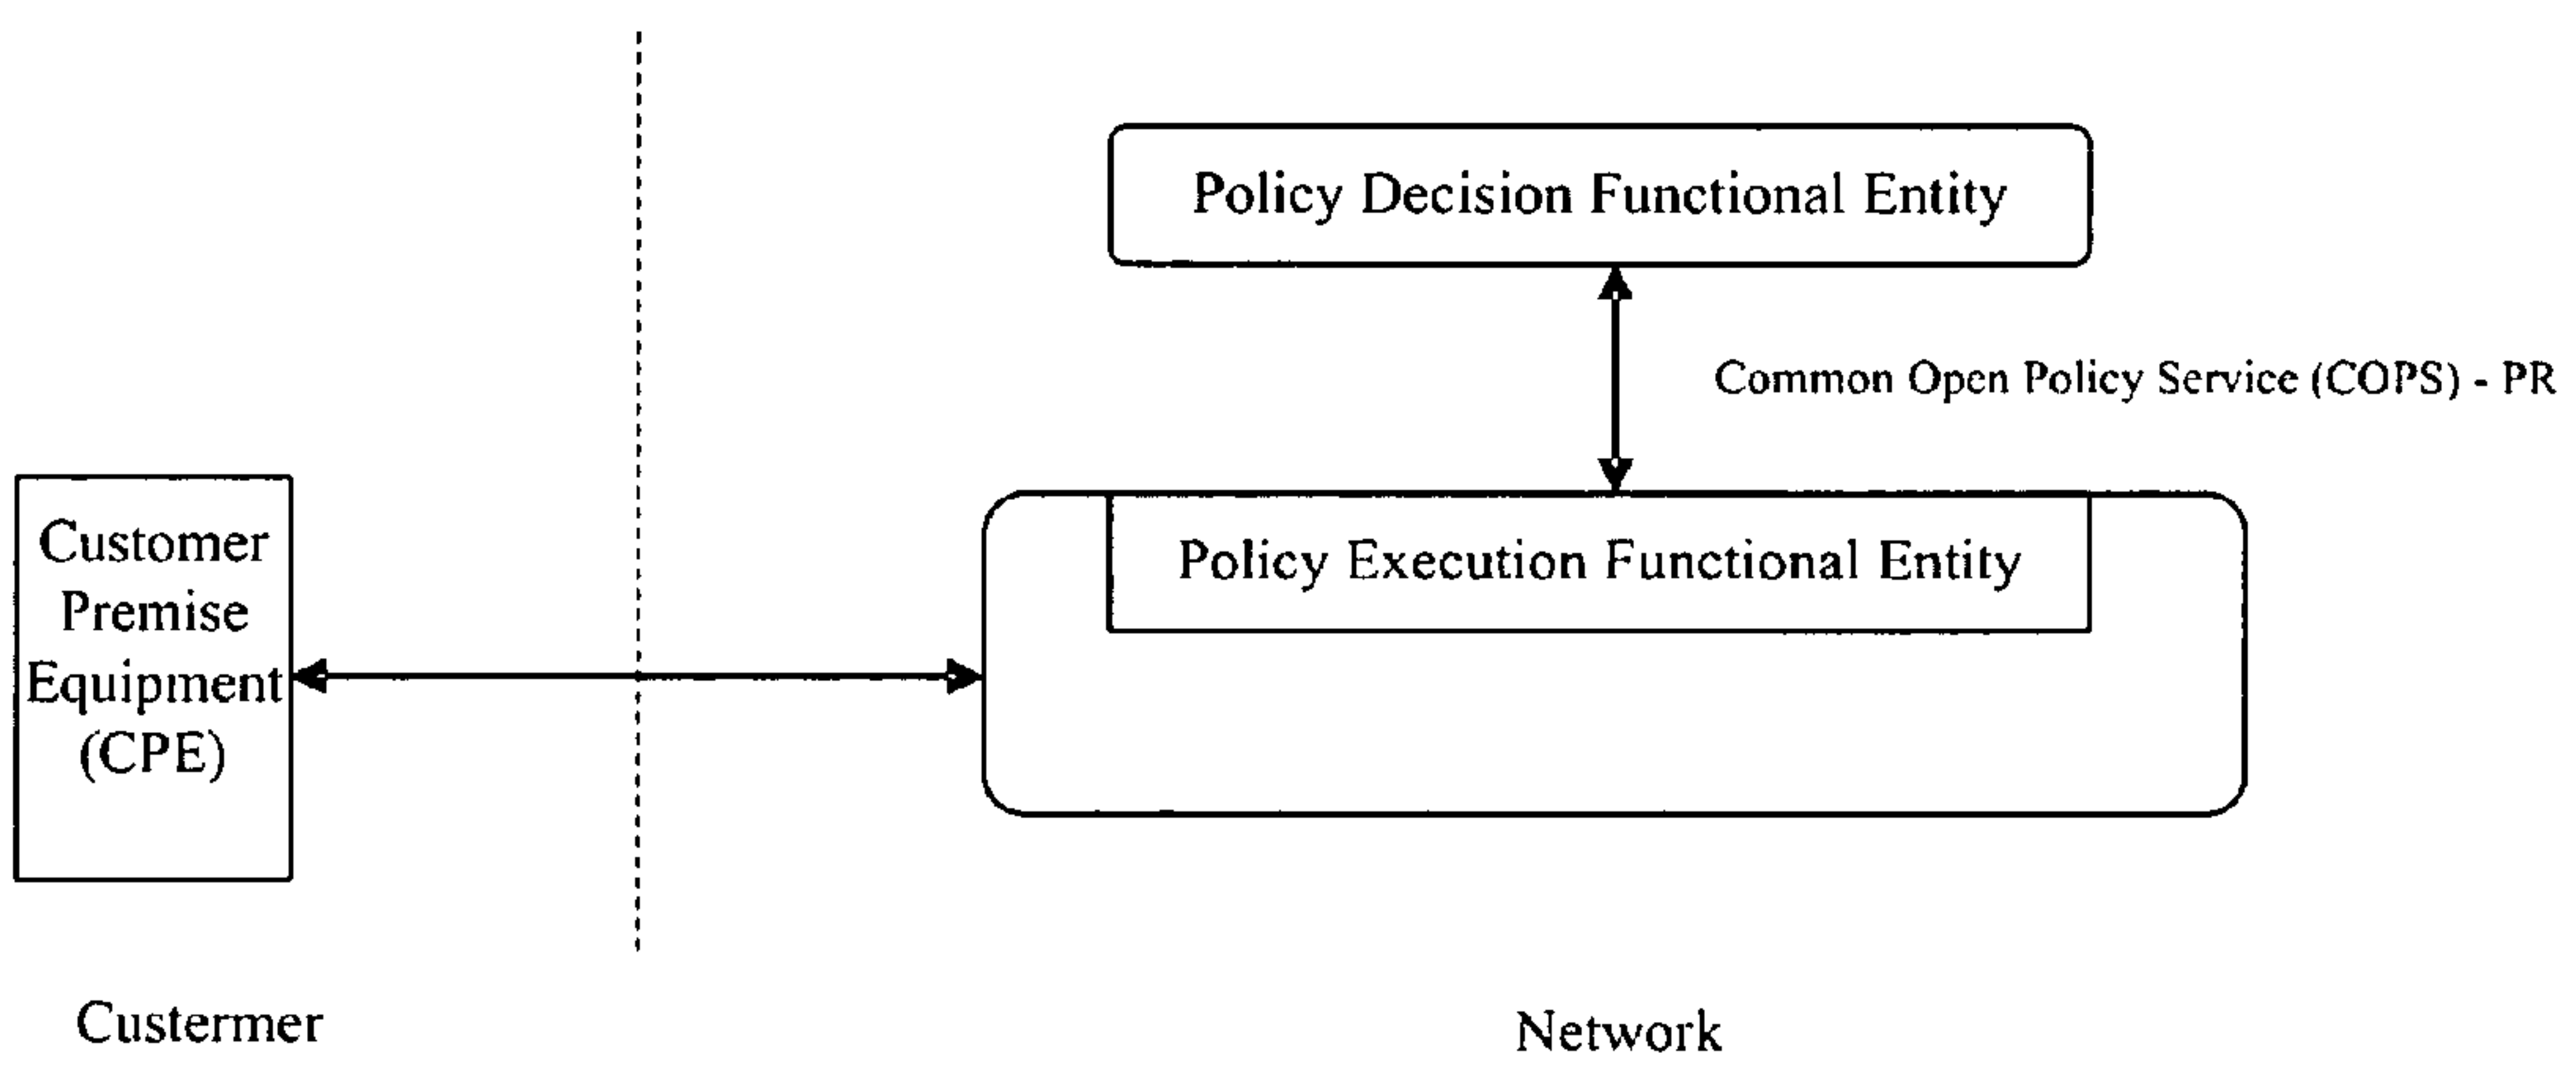 Policy Decision Functional Entity
Common Open Policy Service (COPS) - PR
Customer
Premise
Equipment
(CPE)
Policy Execution Functional Entity
Custermer
Network